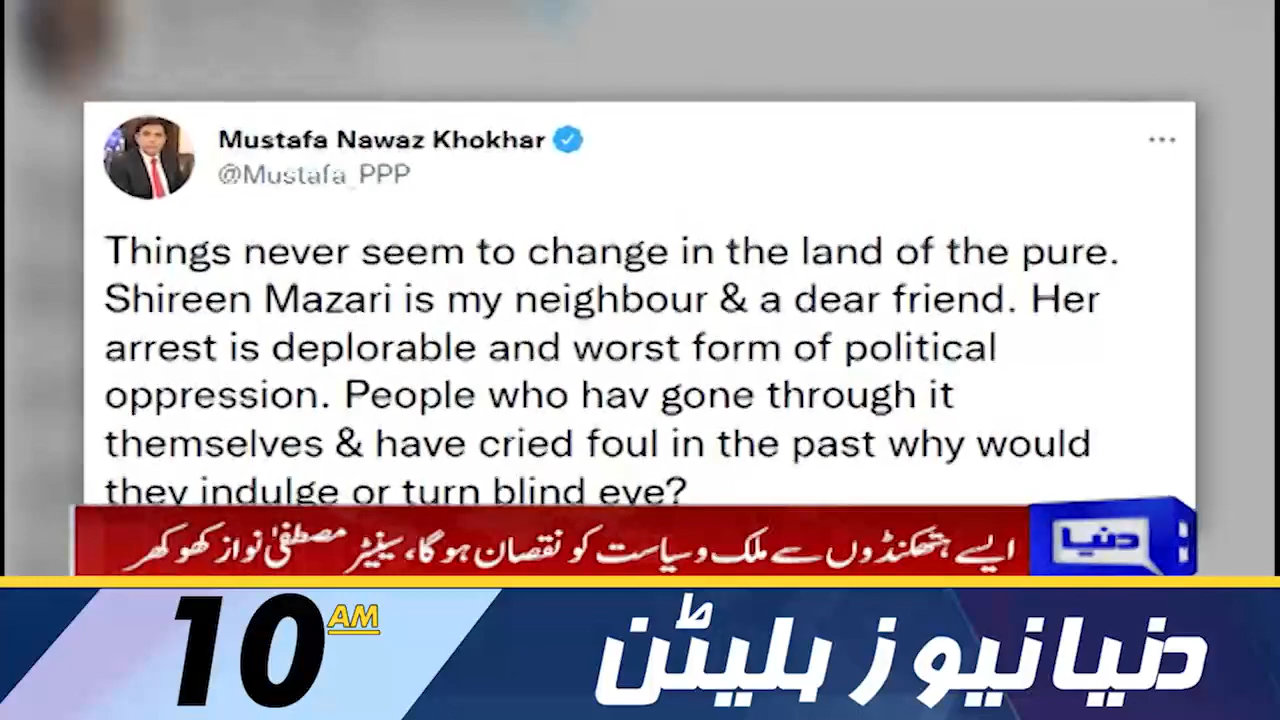 Mustafa Nawaz Khokhar
@Mustafa_PPP
Things never seem to change in the land of the pure.
Shireen Mazari is my neighbour & a dear friend. Her
arrest is deplorable and worst form of political
oppression. People who hav gone through it
themselves & have cried foul in the past why would
they indulge or turn blind eye?
ایسے ہتھکنڈوں سے ملک و سیاست کو نقصان ہوگا، سینیٹر مصطفیٰ نواز کھوکھر
دنیا
10 AM
دنیا نیوز بلیٹن